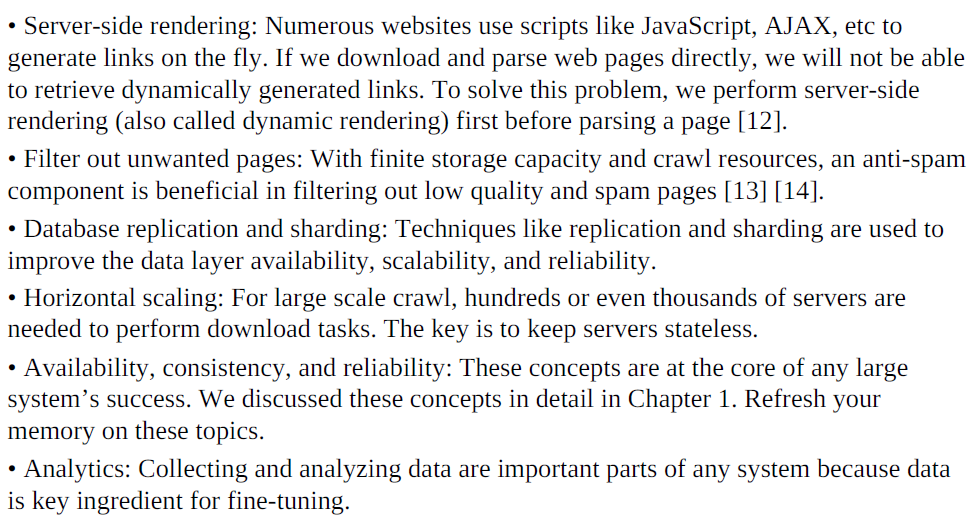 • Server-side rendering: Numerous websites use scripts like JavaScript, AJAX, etc to
generate links on the fly. If we download and parse web pages directly, we will not be able
to retrieve dynamically generated links. To solve this problem, we perform server-side
rendering (also called dynamic rendering) first before parsing a page [12].
• Filter out unwanted pages: With finite storage capacity and crawl resources, an anti-spam
component is beneficial in filtering out low quality and spam pages [13] [14].
• Database replication and sharding: Techniques like replication and sharding are used to
improve the data layer availability, scalability, and reliability.
• Horizontal scaling: For large scale crawl, hundreds or even thousands of servers are
needed to perform download tasks. The key is to keep servers stateless.
• Availability, consistency, and reliability: These concepts are at the core of any large
system’s success. We discussed these concepts in detail in Chapter 1. Refresh your
memory on these topics.
• Analytics: Collecting and analyzing data are important parts of any system because data
is key ingredient for fine-tuning.